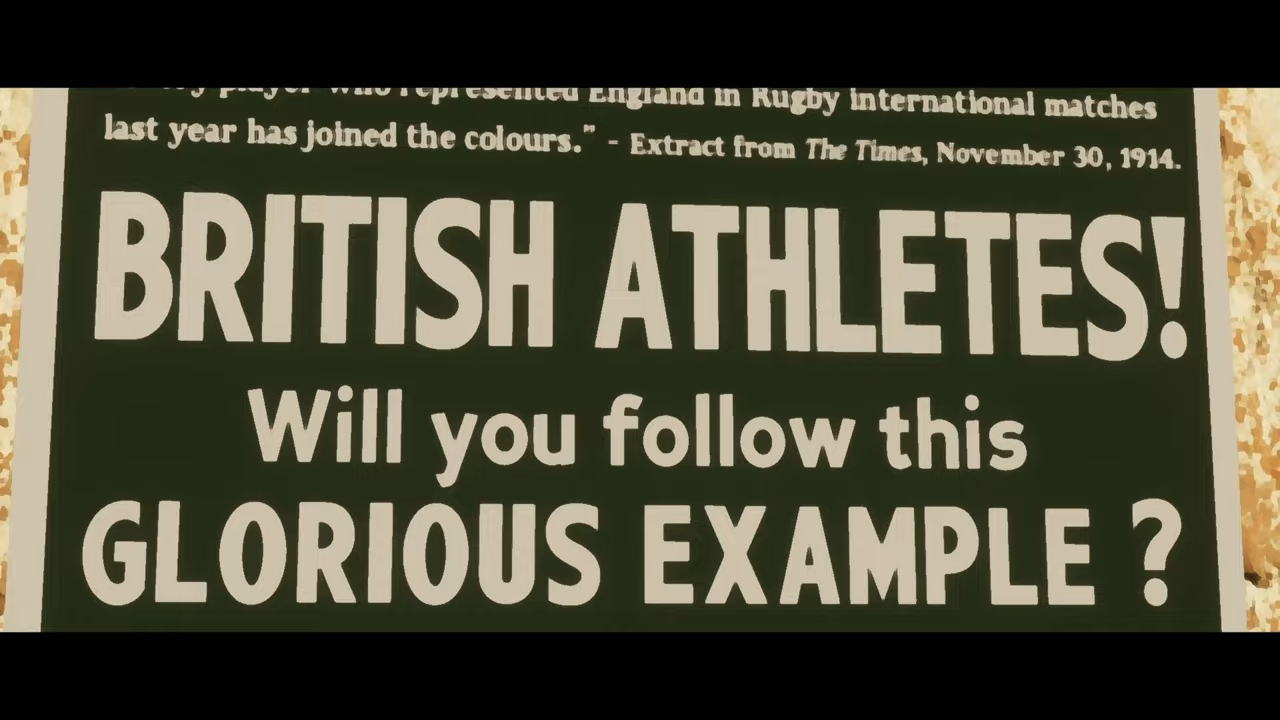 player who represented England in Rugby international matches
last year has joined the colours." - Extract from The Times, November 30, 1914.
BRITISH ATHLETES!
Will you follow this
GLORIOUS EXAMPLE ?